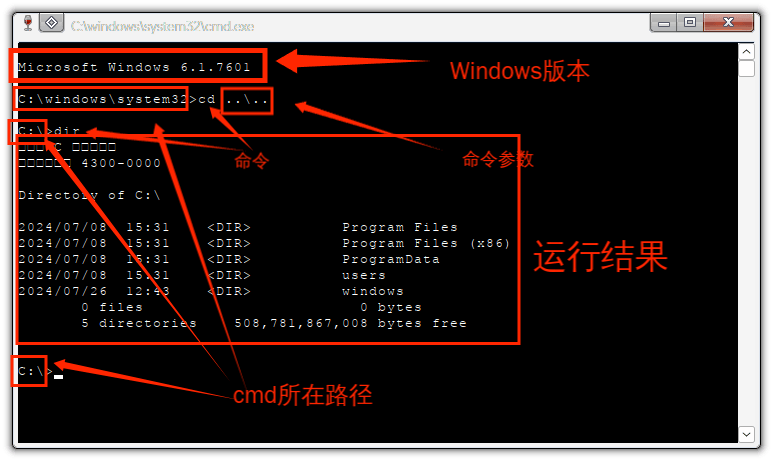 C:\windows\system32\cmd.exe
Microsoft Windows 6.1.7601
Windows版本
C:\windows\system32>cd ..\..
C:\>dir
命令
命令参数
□□□□C □□□□□
□□□□□□ 4300-0000
Directory of C:\
2024/07/08 15:31 <DIR> Program Files
2024/07/08 15:31 <DIR> Program Files (x86)
2024/07/08 15:31 <DIR> ProgramData
2024/07/08 15:31 <DIR> users
2024/07/26 12:43 <DIR> windows
0 files 0 bytes
5 directories 508,781,867,008 bytes free
运行结果
C:\>
cmd所在路径